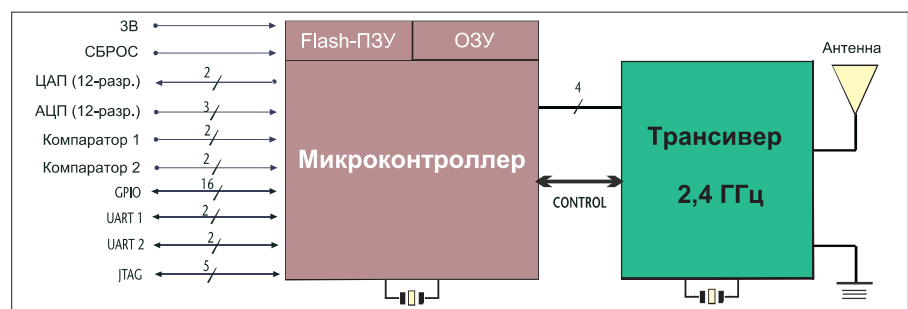 3В
СБРОС
ЦАП (12-разр.)
2
АЦП (12-разр.)
3
Компаратор 1
2
Компаратор 2
2
GPIO
16
UART 1
2
UART 2
2
JTAG
5
Flash-ПЗУ
ОЗУ
Микроконтроллер
4
CONTROL
Трансивер
2,4 ГГц
Антенна